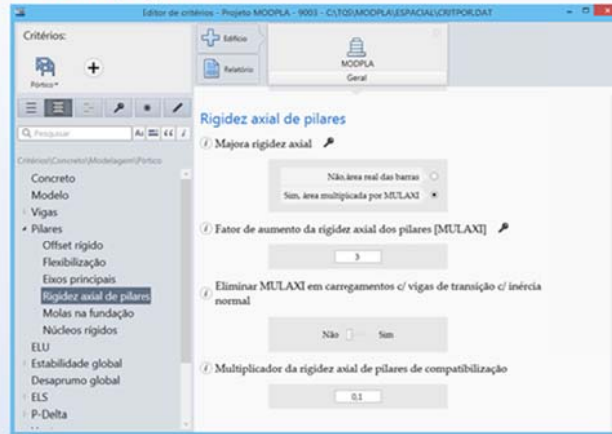 Editor de critérios - Projeto MODPLA - 9003 - C:\TQS\MODPLA\ESPACIAL\CRITPOR.DAT
Critérios:
Pórtico
Edifício
Relatório
MODPLA
Geral
Pesquisar
Critérios\Concreto\Modelagem\Pórtico
Concreto
Modelo
Vigas
Pilares
Offset rígido
Flexibilização
Eixos principais
Rigidez axial de pilares
Molas na fundação
Núcleos rígidos
ELU
Estabilidade global
Desaprumo global
ELS
P-Delta
Rigidez axial de pilares
Majora rigidez axial
Não, área real das barras
Sim, área multiplicada por MULAXI
Fator de aumento da rigidez axial dos pilares [MULAXI]
3
Eliminar MULAXI em carregamentos c/ vigas de transição c/ inércia
normal
Não Sim
Multiplicador da rigidez axial de pilares de compatibilização
0,1